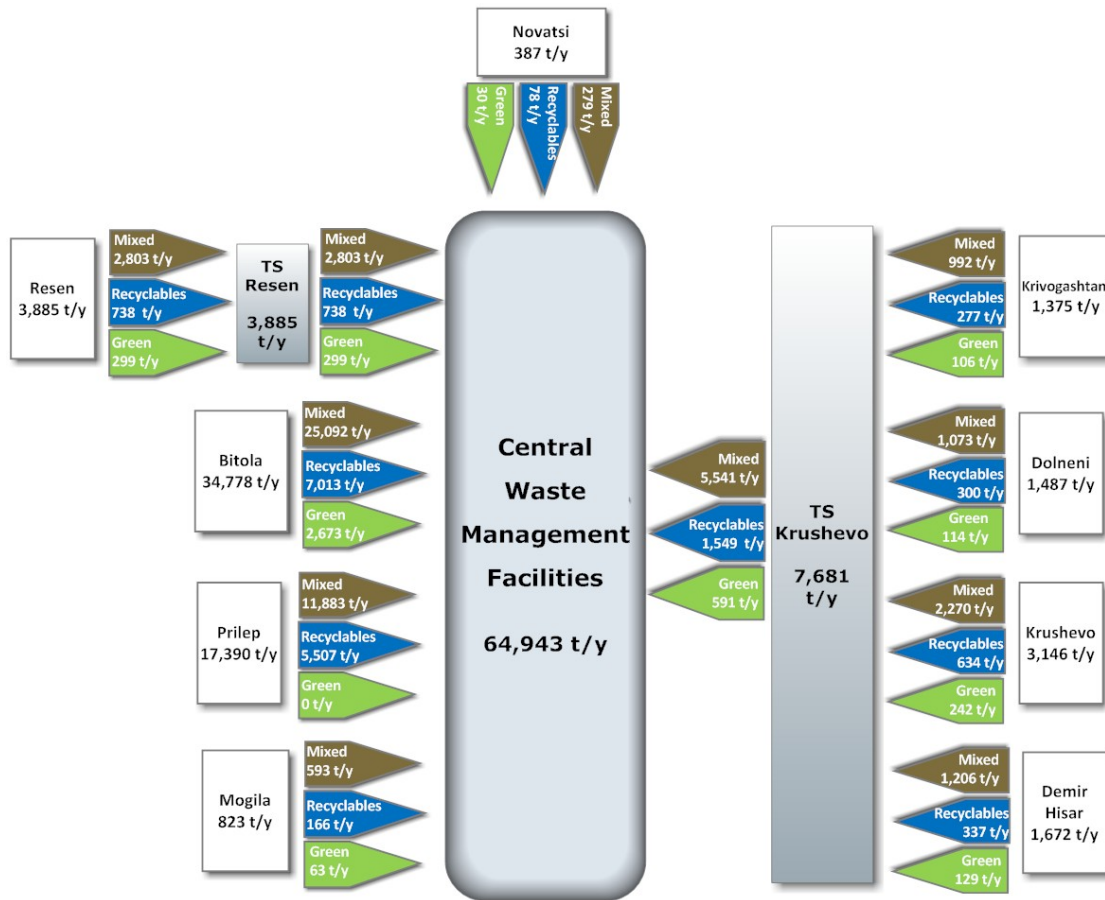 Novatsi
387 t/y
Green
30 t/y
Recyclables
78 t/y
Mixed
279 t/y
Resen
3,885 t/y
Mixed
2,803 t/y
Recyclables
738 t/y
Green
299 t/y
TS
Resen
3,885
t/y
Mixed
2,803 t/y
Recyclables
738 t/y
Green
299 t/y
Bitola
34,778 t/y
Mixed
25,092 t/y
Recyclables
7,013 t/y
Green
2,673 t/y
Prilep
17,390 t/y
Mixed
11,883 t/y
Recyclables
5,507 t/y
Green
0 t/y
Mogila
823 t/y
Mixed
593 t/y
Recyclables
166 t/y
Green
63 t/y
Central
Waste
Management
Facilities
64,943 t/y
Mixed
5,541 t/y
Recyclables
1,549 t/y
Green
591 t/y
TS
Krushevo
7,681
t/y
Mixed
992 t/y
Recyclables
277 t/y
Green
106 t/y
Krivogashtan
1,375 t/y
Mixed
1,073 t/y
Recyclables
300 t/y
Green
114 t/y
Dolneni
1,487 t/y
Mixed
2,270 t/y
Recyclables
634 t/y
Green
242 t/y
Krushevo
3,146 t/y
Mixed
1,206 t/y
Recyclables
337 t/y
Green
129 t/y
Demir
Hisar
1,672 t/y